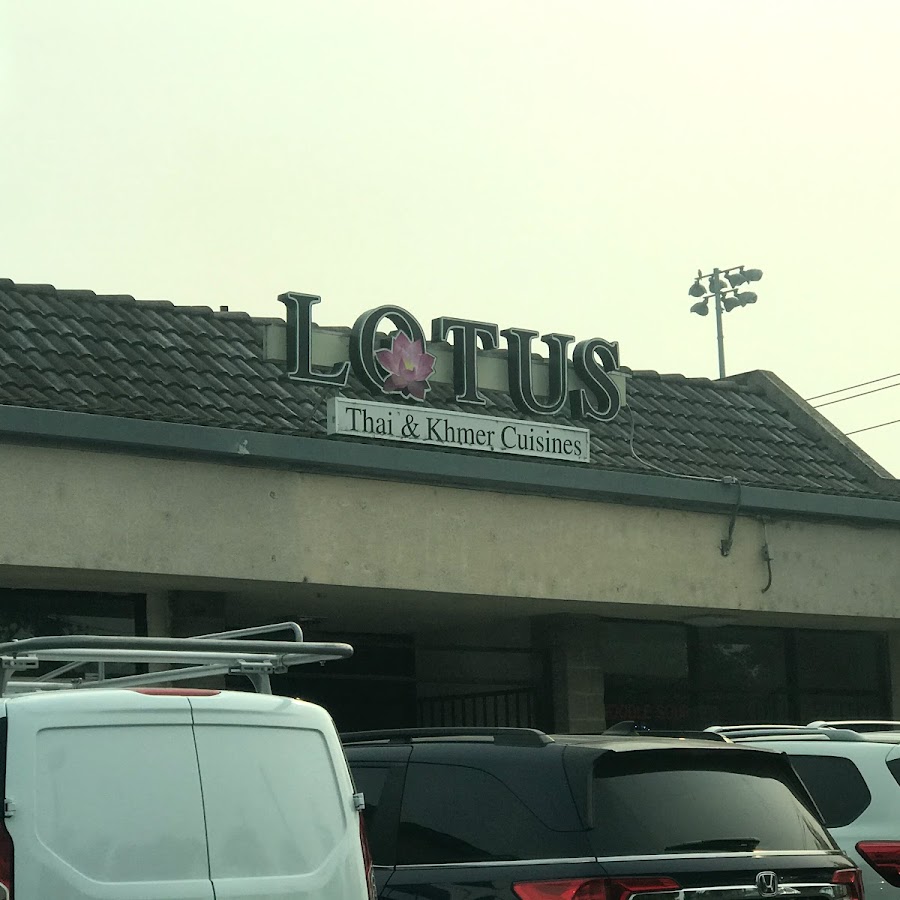 LOTUS
Thai & Khmer Cuisines